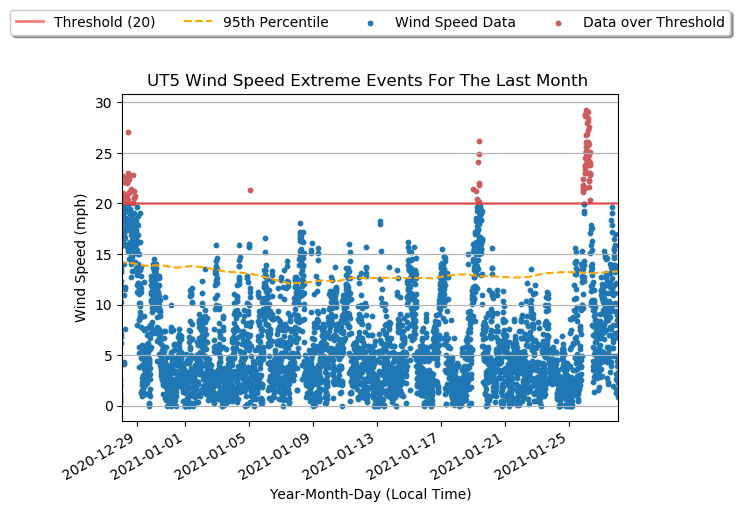 Threshold (20) 95th Percentile Wind Speed Data Data over Threshold
UT5 Wind Speed Extreme Events For The Last Month
Wind Speed (mph)
30
25
20
15
10
5
0
2020-12-29 2021-01-01 2021-01-05 2021-01-09 2021-01-13 2021-01-17 2021-01-21 2021-01-25
Year-Month-Day (Local Time)